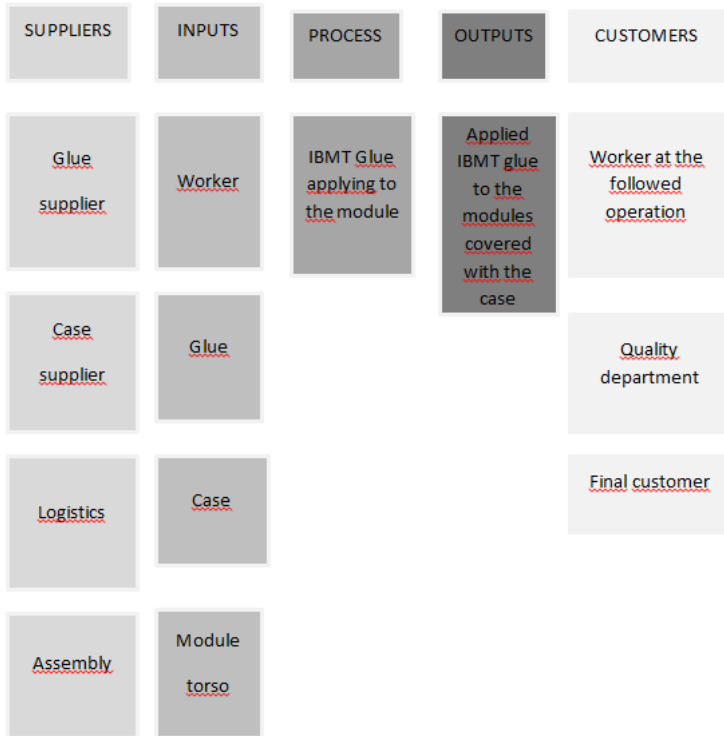 SUPPLIERS
INPUTS
PROCESS
OUTPUTS
CUSTOMERS
Glue
supplier
Worker
IBMT Glue
applying to
the module
Applied
IBMT glue
to the
modules
covered
with the
case
Worker at the
followed
operation
Case
supplier
Glue
Quality
department
Logistics
Case
Final customer
Assembly
Module
torso